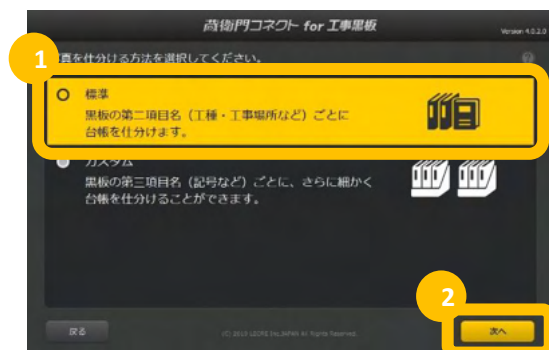 蔵衛門コネクト for 工事黒板
Version 4.0.2.0
1
真を仕分ける方法を選択してください。
標準
黒板の第二項目名（工種・工事場所など）ごとに
台帳を仕分けます。
カスタム
黒板の第三項目名（記号など）ごとに、さらに細かく
台帳を仕分けることができます。
2
戻る
次へ